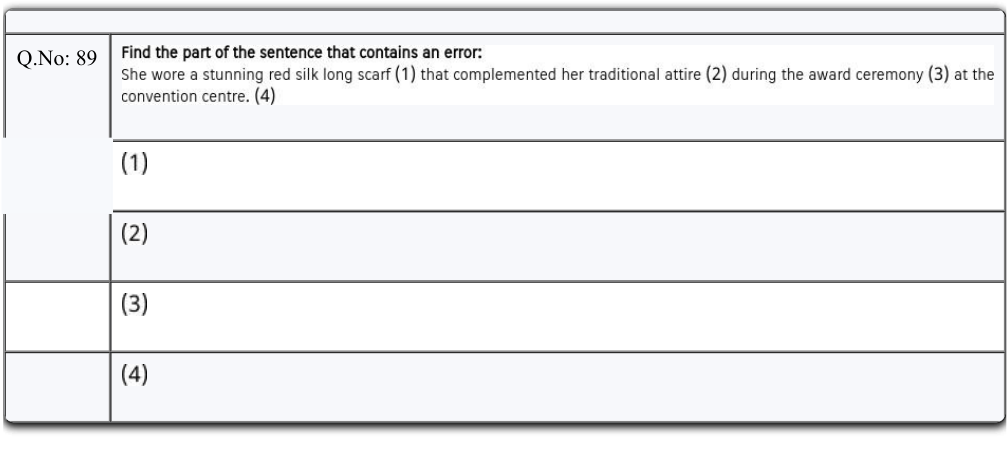 Q.No: 89
Find the part of the sentence that contains an error:
She wore a stunning red silk long scarf (1) that complemented her traditional attire (2) during the award ceremony (3) at the
convention centre. (4)
(1)
(2)
(3)
(4)